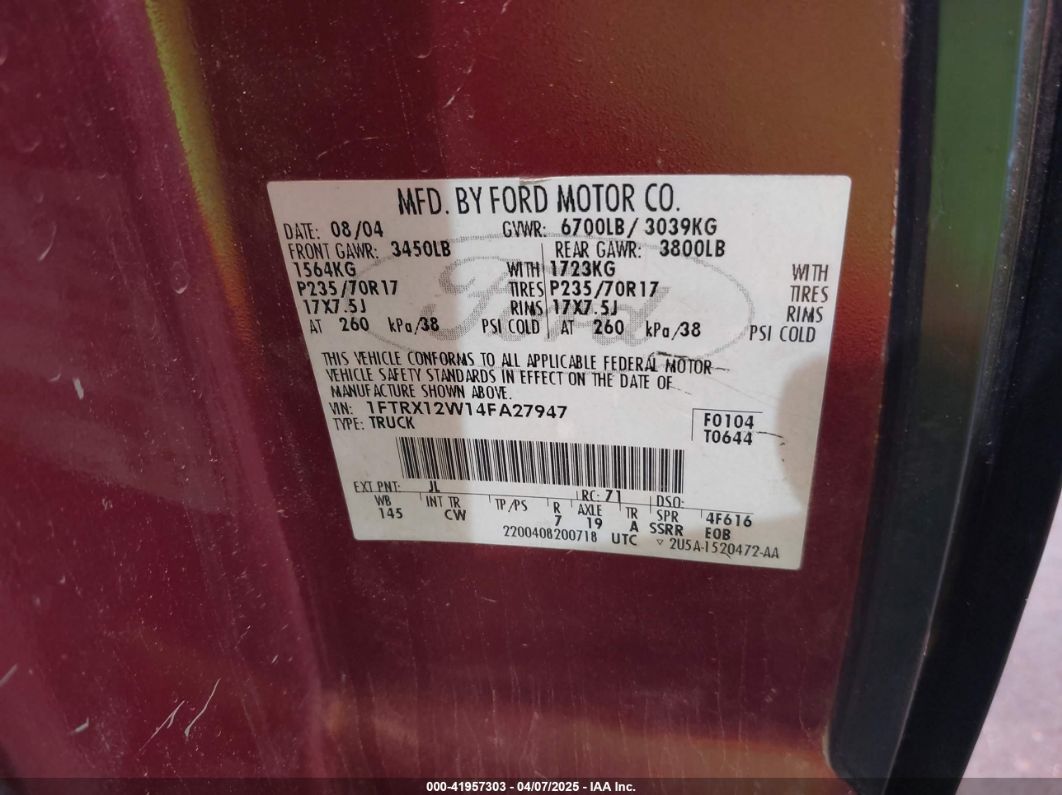 MFD. BY FORD MOTOR CO.
DATE: 08/04 GVWR: 6700LB/ 3039KG
FRONT GAWR: 3450LB REAR GAWR: 3800LB
1564KG WITH 1723KG WITH
P235/70R17 TIRES P235/70R17 TIRES
17X7.5J RIMS 17X7.5J RIMS
AT 260 kPa/38 PSI COLD AT 260 kPa/38 PSI COLD
Ford
THIS VEHICLE CONFORMS TO ALL APPLICABLE FEDERAL MOTOR
VEHICLE SAFETY STANDARDS IN EFFECT ON THE DATE OF
MANUFACTURE SHOWN ABOVE.
VIN: 1FTRX12W14FA27947
TYPE: TRUCK
F0104
T0644
EXT PNT: JL RC: 71 DSO:
WB INT TR TP/PS R AXLE TR SPR 4F616
145 CW 7 19 A SSRR EOB
2200408200718 UTC ▽ 2U5A-1520472-AA
000-41957303 - 04/07/2025 - IAA Inc.